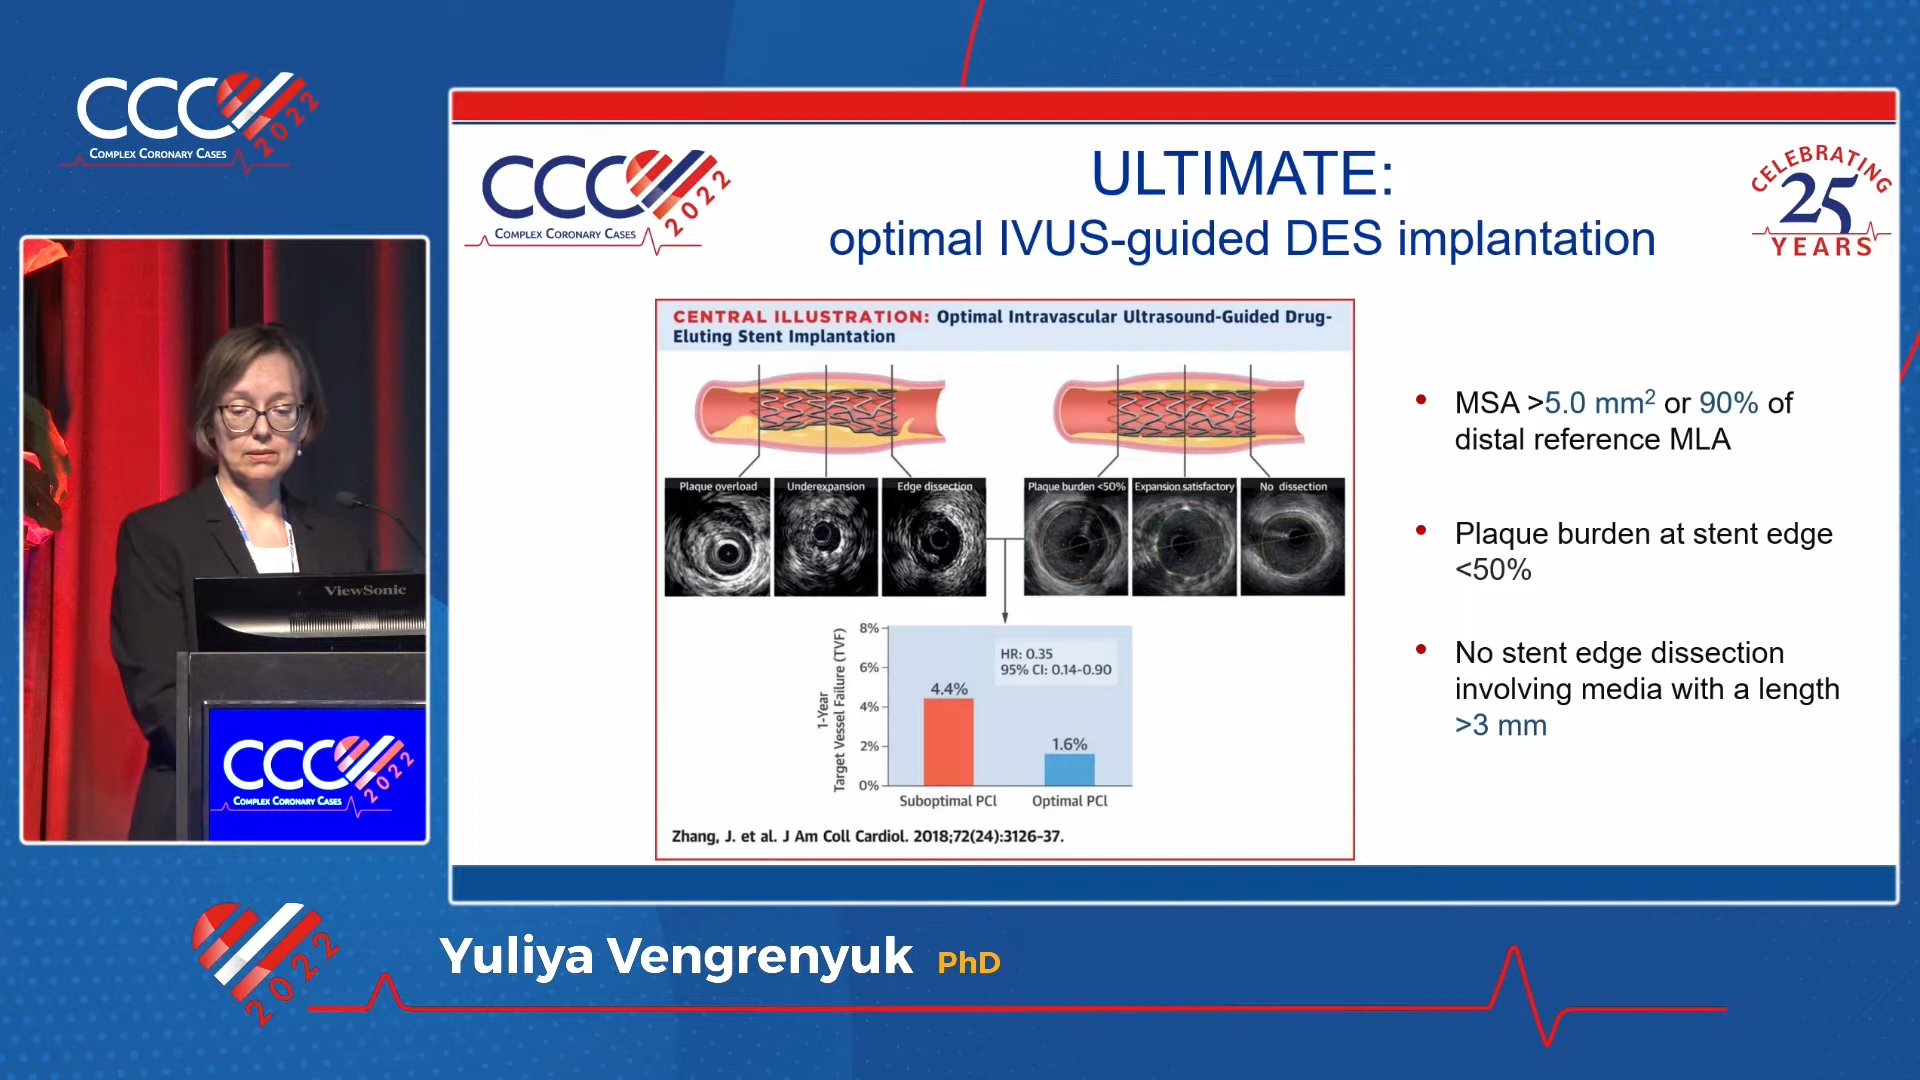 CCC
2022
COMPLEX CORONARY CASES
CCC
2022
COMPLEX CORONARY CASES
ULTIMATE:
optimal IVUS-guided DES implantation
CELEBRATING
25
YEARS
CENTRAL ILLUSTRATION: Optimal Intravascular Ultrasound-Guided Drug-
Eluting Stent Implantation
Plaque overload
Underexpansion
Edge dissection
Plaque burden <50%
Expansion satisfactory
No dissection
1-Year
Target Vessel Failure (TVF)
8%
6%
4%
2%
0%
HR: 0.35
95% CI: 0.14-0.90
4.4%
1.6%
Suboptimal PCI
Optimal PCI
Zhang, J. et al. J Am Coll Cardiol. 2018;72(24):3126–37.
• MSA >5.0 mm² or 90% of
distal reference MLA
• Plaque burden at stent edge
<50%
• No stent edge dissection
involving media with a length
>3 mm
ViewSonic
CCC
2022
COMPLEX CORONARY CASES
2022
Yuliya Vengrenyuk PhD